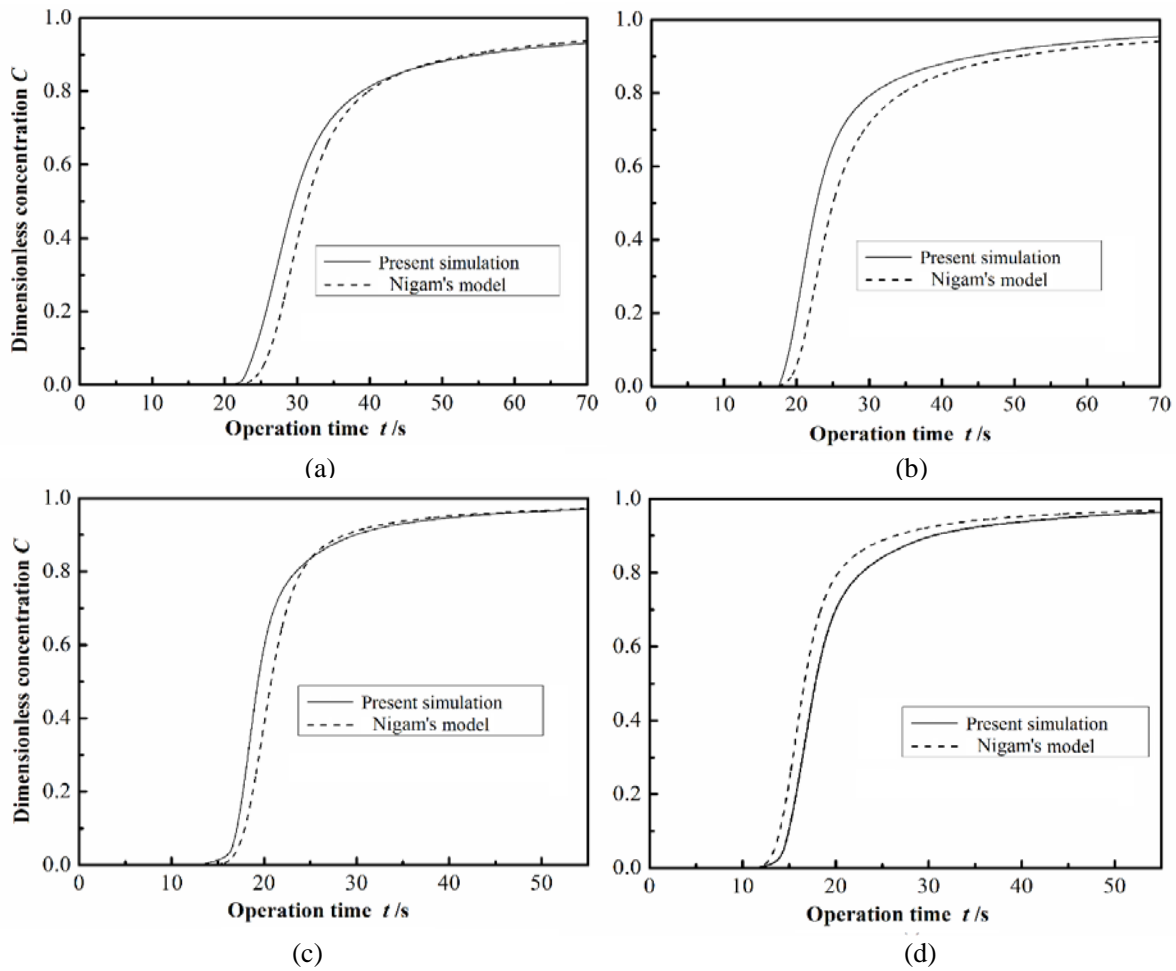 1.0
0.8
0.6
0.4
0.2
0.0
Dimensionless concentration C
Present simulation
Nigam's model
0 10 20 30 40 50 60 70
Operation time t /s
(a)
1.0
0.8
0.6
0.4
0.2
0.0
Present simulation
Nigam's model
0 10 20 30 40 50 60 70
Operation time t /s
(b)
1.0
0.8
0.6
0.4
0.2
0.0
Dimensionless concentration C
Present simulation
Nigam's model
0 10 20 30 40 50
Operation time t /s
(c)
1.0
0.8
0.6
0.4
0.2
0.0
Present simulation
Nigam's model
0 10 20 30 40 50
Operation time t /s
(d)